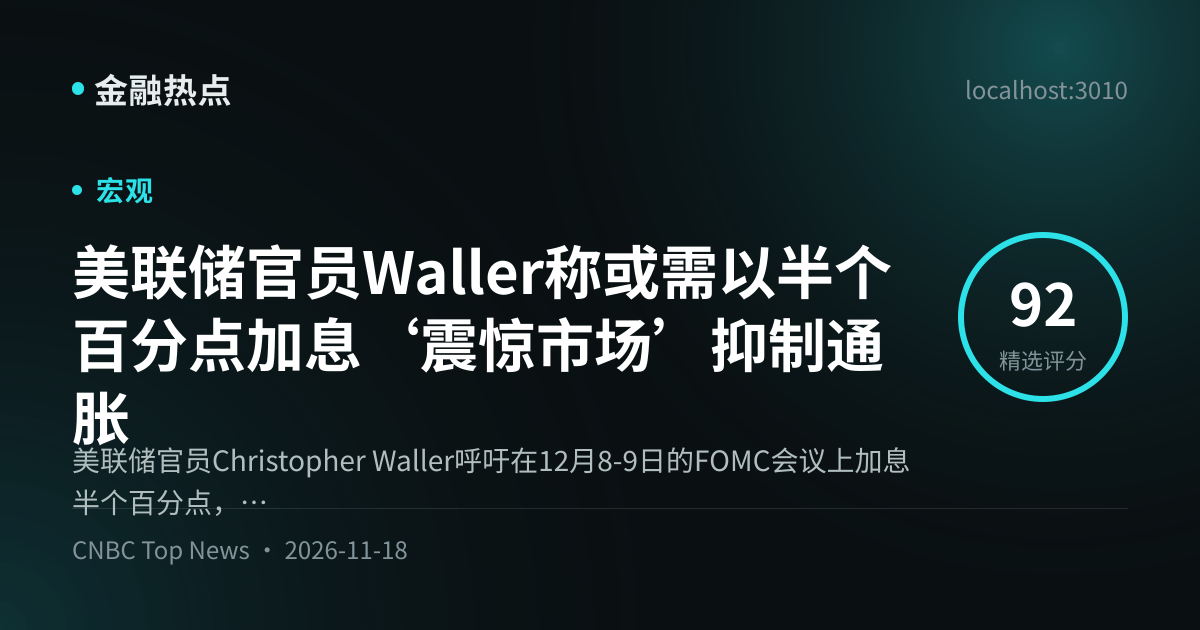 金融热点
localhost:3010
宏观
美联储官员Waller称或需以半个
百分点加息‘震惊市场’抑制通
胀
92
精选评分
美联储官员Christopher Waller呼吁在12月8-9日的FOMC会议上加息
半个百分点，…
CNBC Top News · 2026-11-18